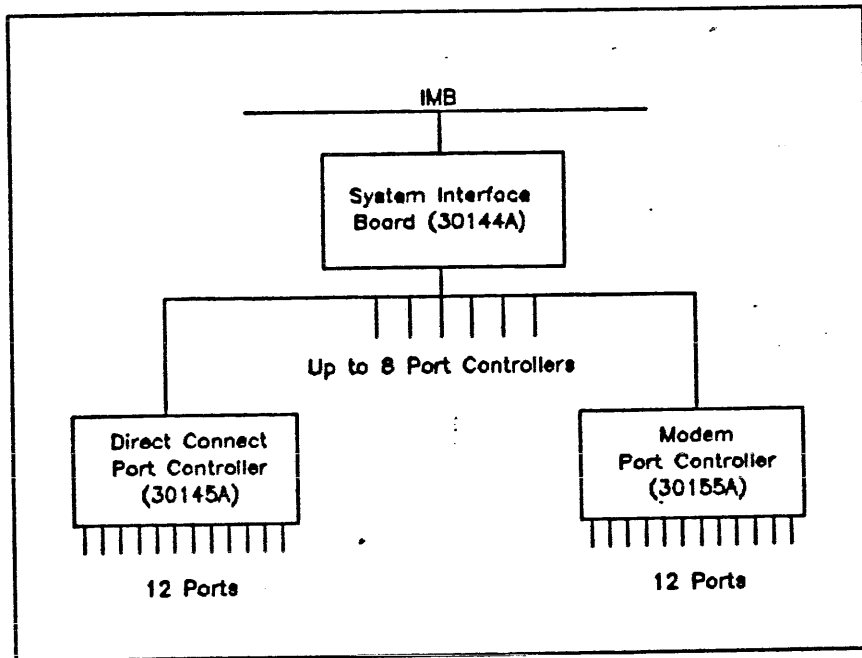 IMB
System Interface
Board (30144A)
Up to 8 Port Controllers
Direct Connect
Port Controller
(30145A)
Modem
Port Controller
(30155A)
12 Ports
12 Ports